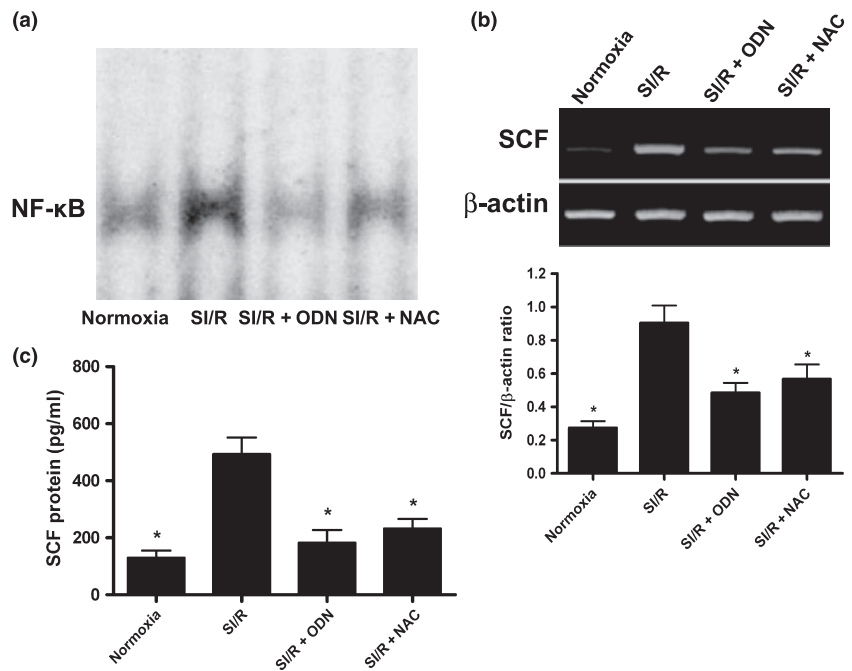 (a)
NF-κB
Normoxia SI/R SI/R + ODN SI/R + NAC
(b)
Normoxia SI/R SI/R + ODN SI/R + NAC
SCF
β-actin
SCF/β-actin ratio
1.2
1.0
0.8
0.6
0.4
0.2
0.0
*
*
*
Normoxia SI/R SI/R + ODN SI/R + NAC
(c)
SCF protein (pg/ml)
800
600
400
200
0
*
*
*
Normoxia SI/R SI/R + ODN SI/R + NAC